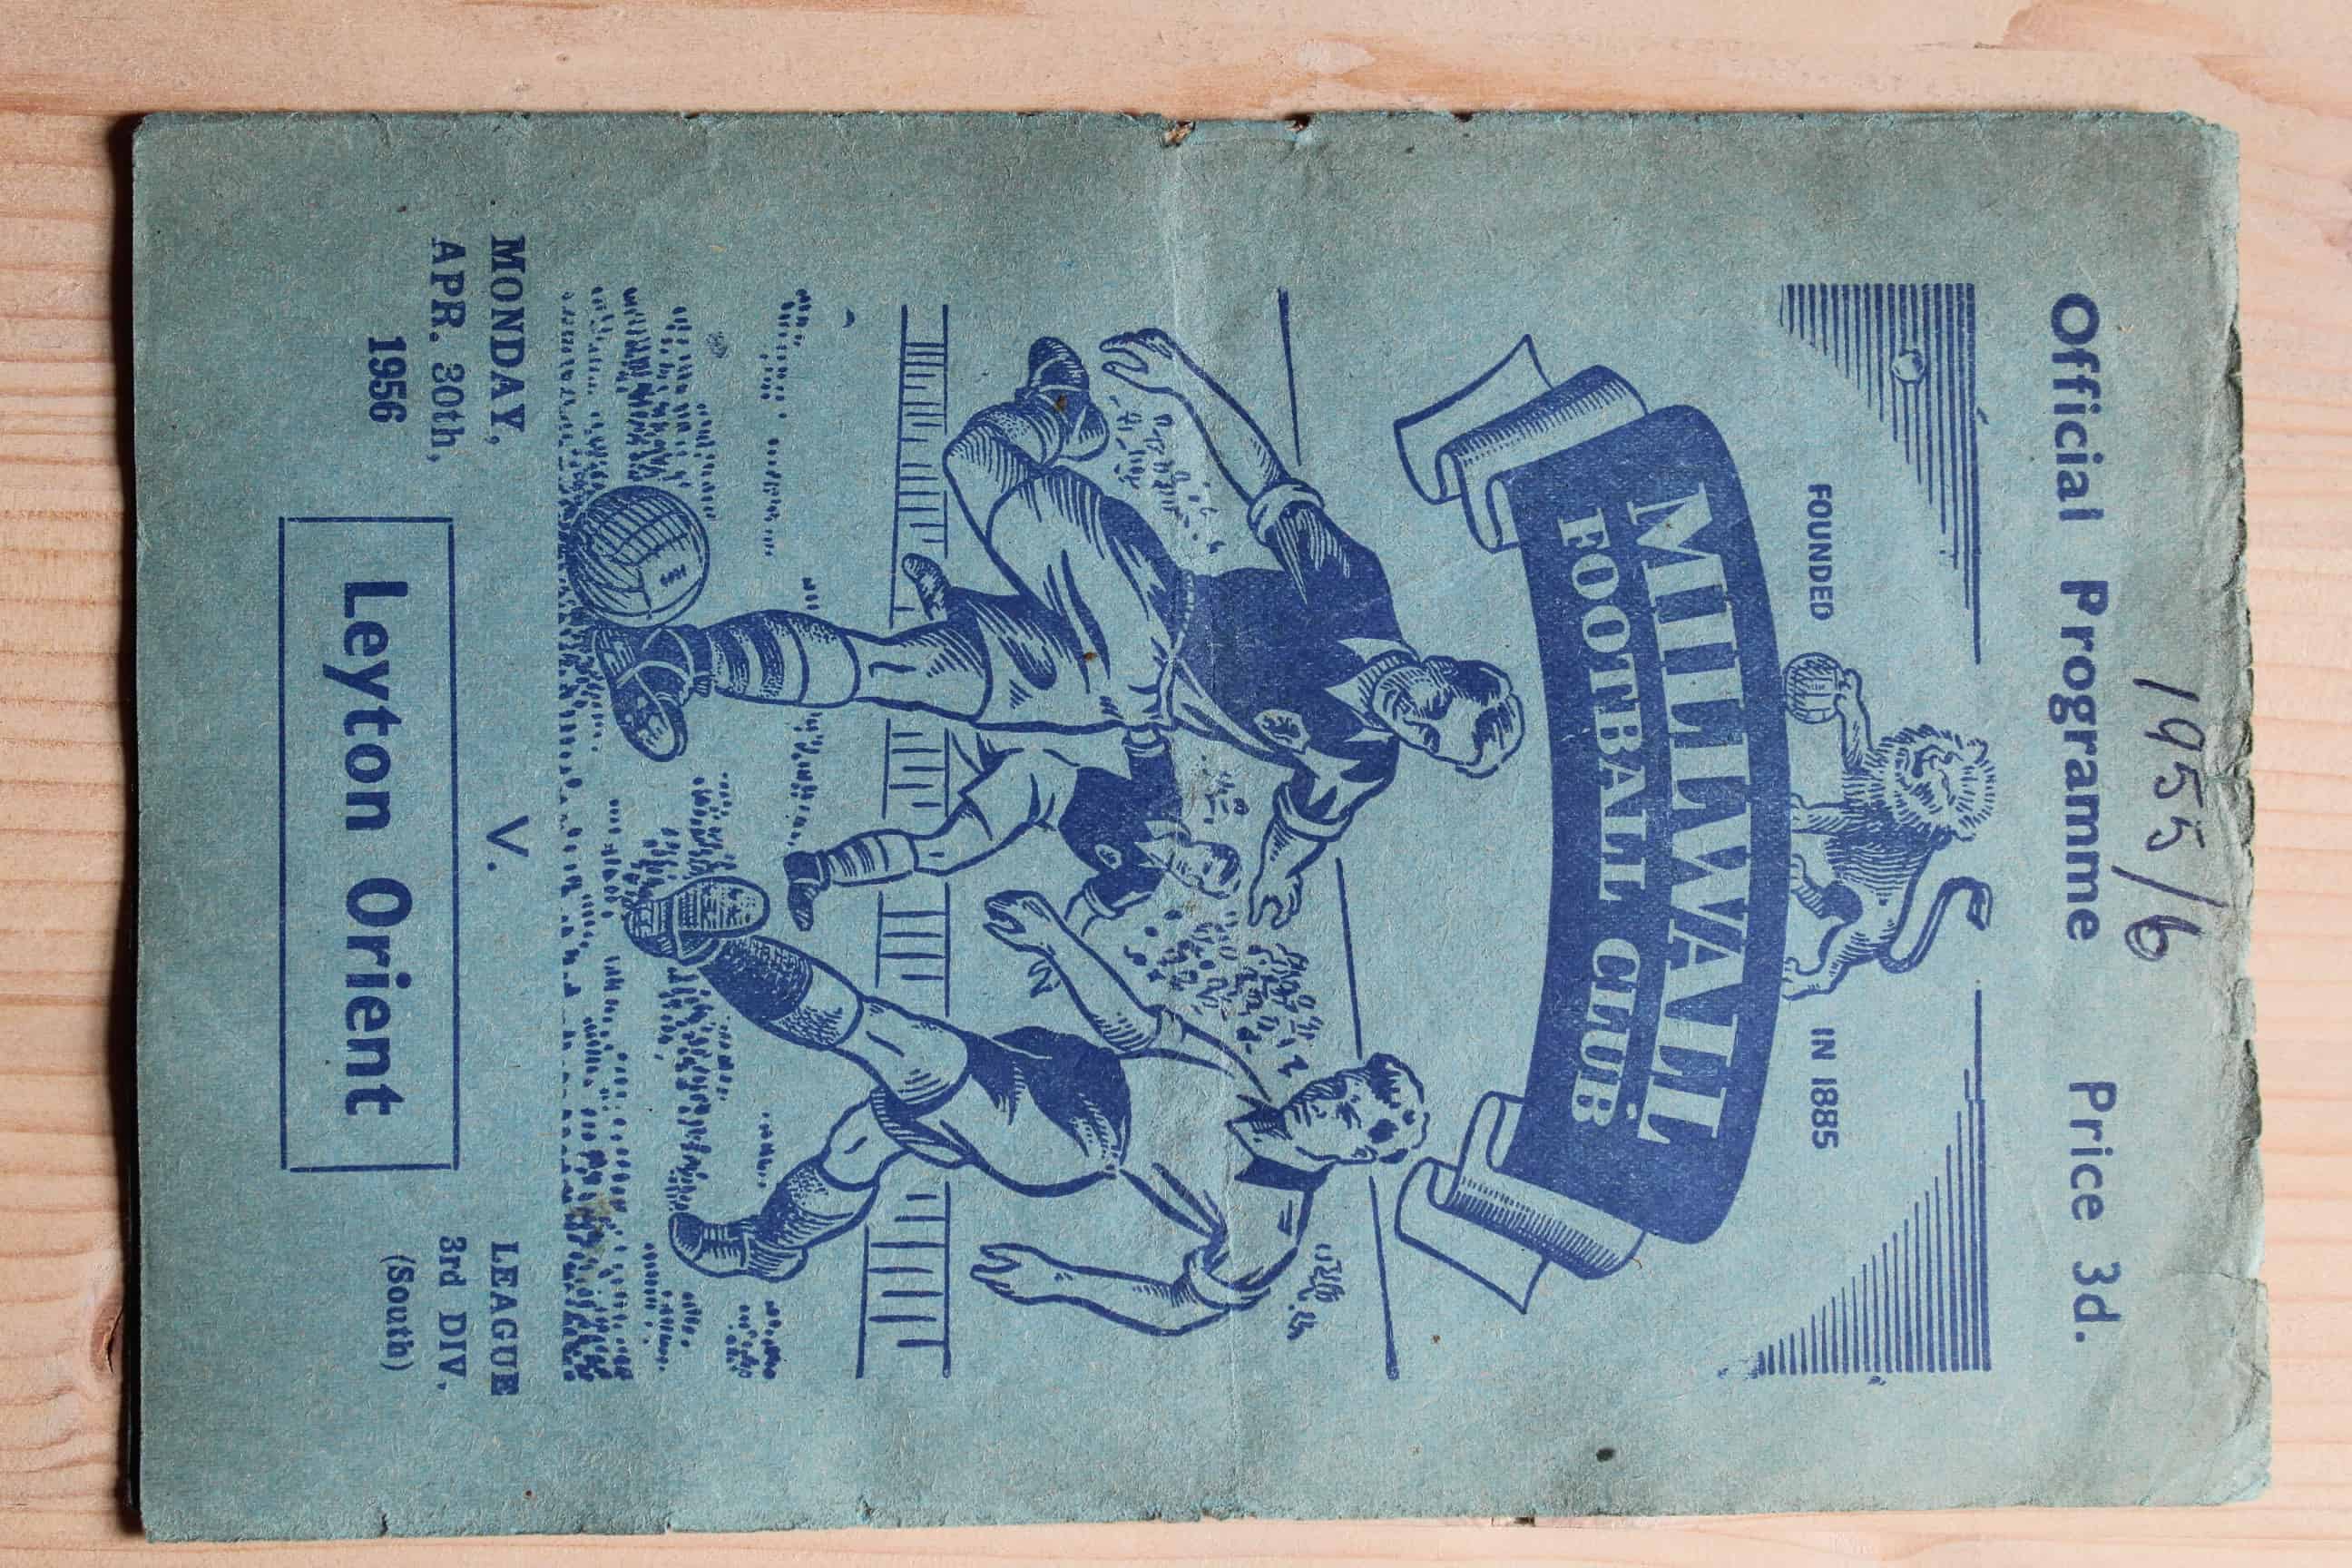 1955/6
Official Programme Price 3d.
FOUNDED IN 1885
MILLWALL
FOOTBALL CLUB
MONDAY,
APR. 30th,
1956
V.
LEAGUE
3rd DIV.
(South)
Leyton Orient